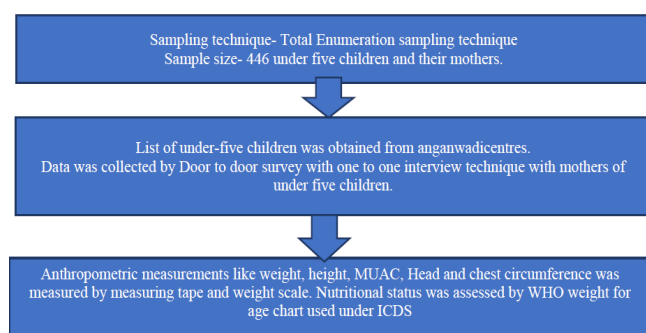 Sampling technique- Total Enumeration sampling technique
Sample size- 446 under five children and their mothers.
List of under-five children was obtained from anganwadicentres.
Data was collected by Door to door survey with one to one interview technique with mothers of
under five children.
Anthropometric measurements like weight, height, MUAC, Head and chest circumference was
measured by measuring tape and weight scale. Nutritional status was assessed by WHO weight for
age chart used under ICDS